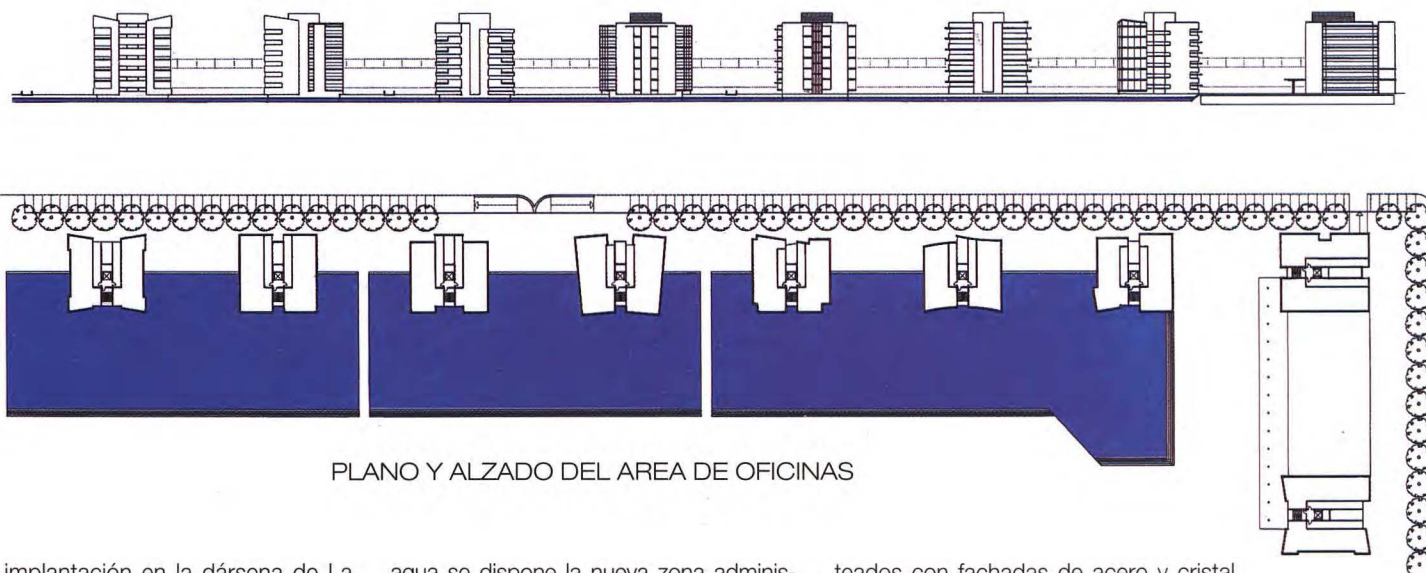 PLANO Y ALZADO DEL AREA DE OFICINAS
implantación en la dársena de La
agua se dispone la nueva zona adminis-
teados con fachadas de acero y cristal